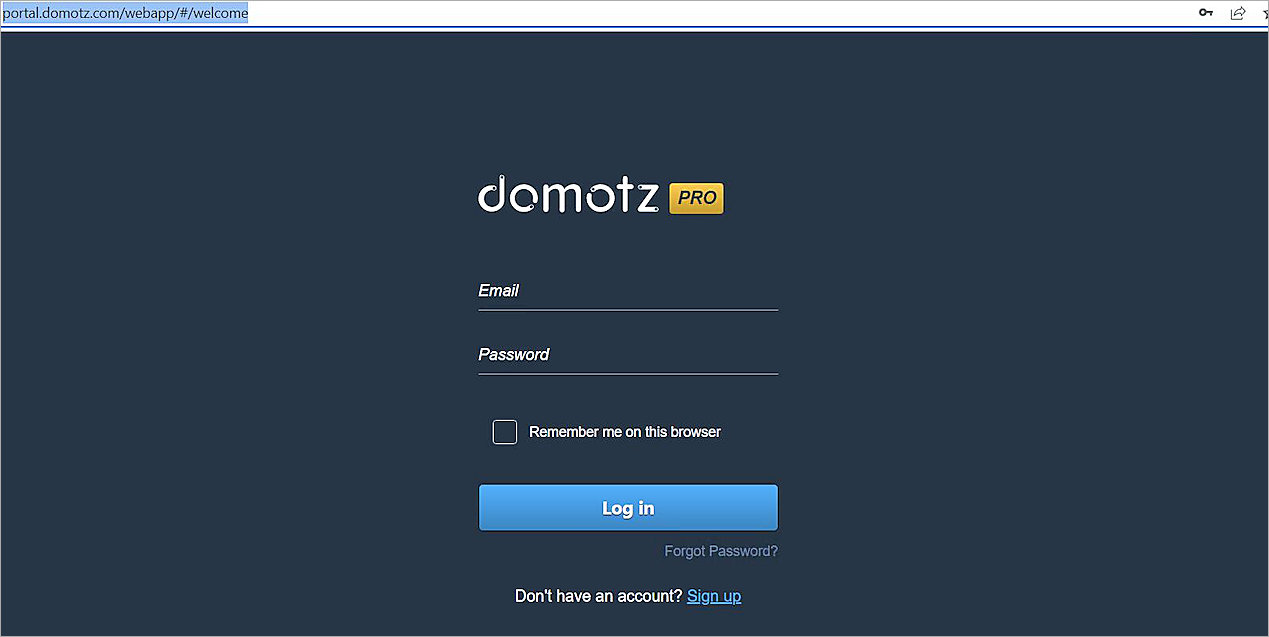 portal.domotz.com/webapp/#/welcome
domotz PRO
Email
Password
Remember me on this browser
Log in
Forgot Password?
Don't have an account? Sign up